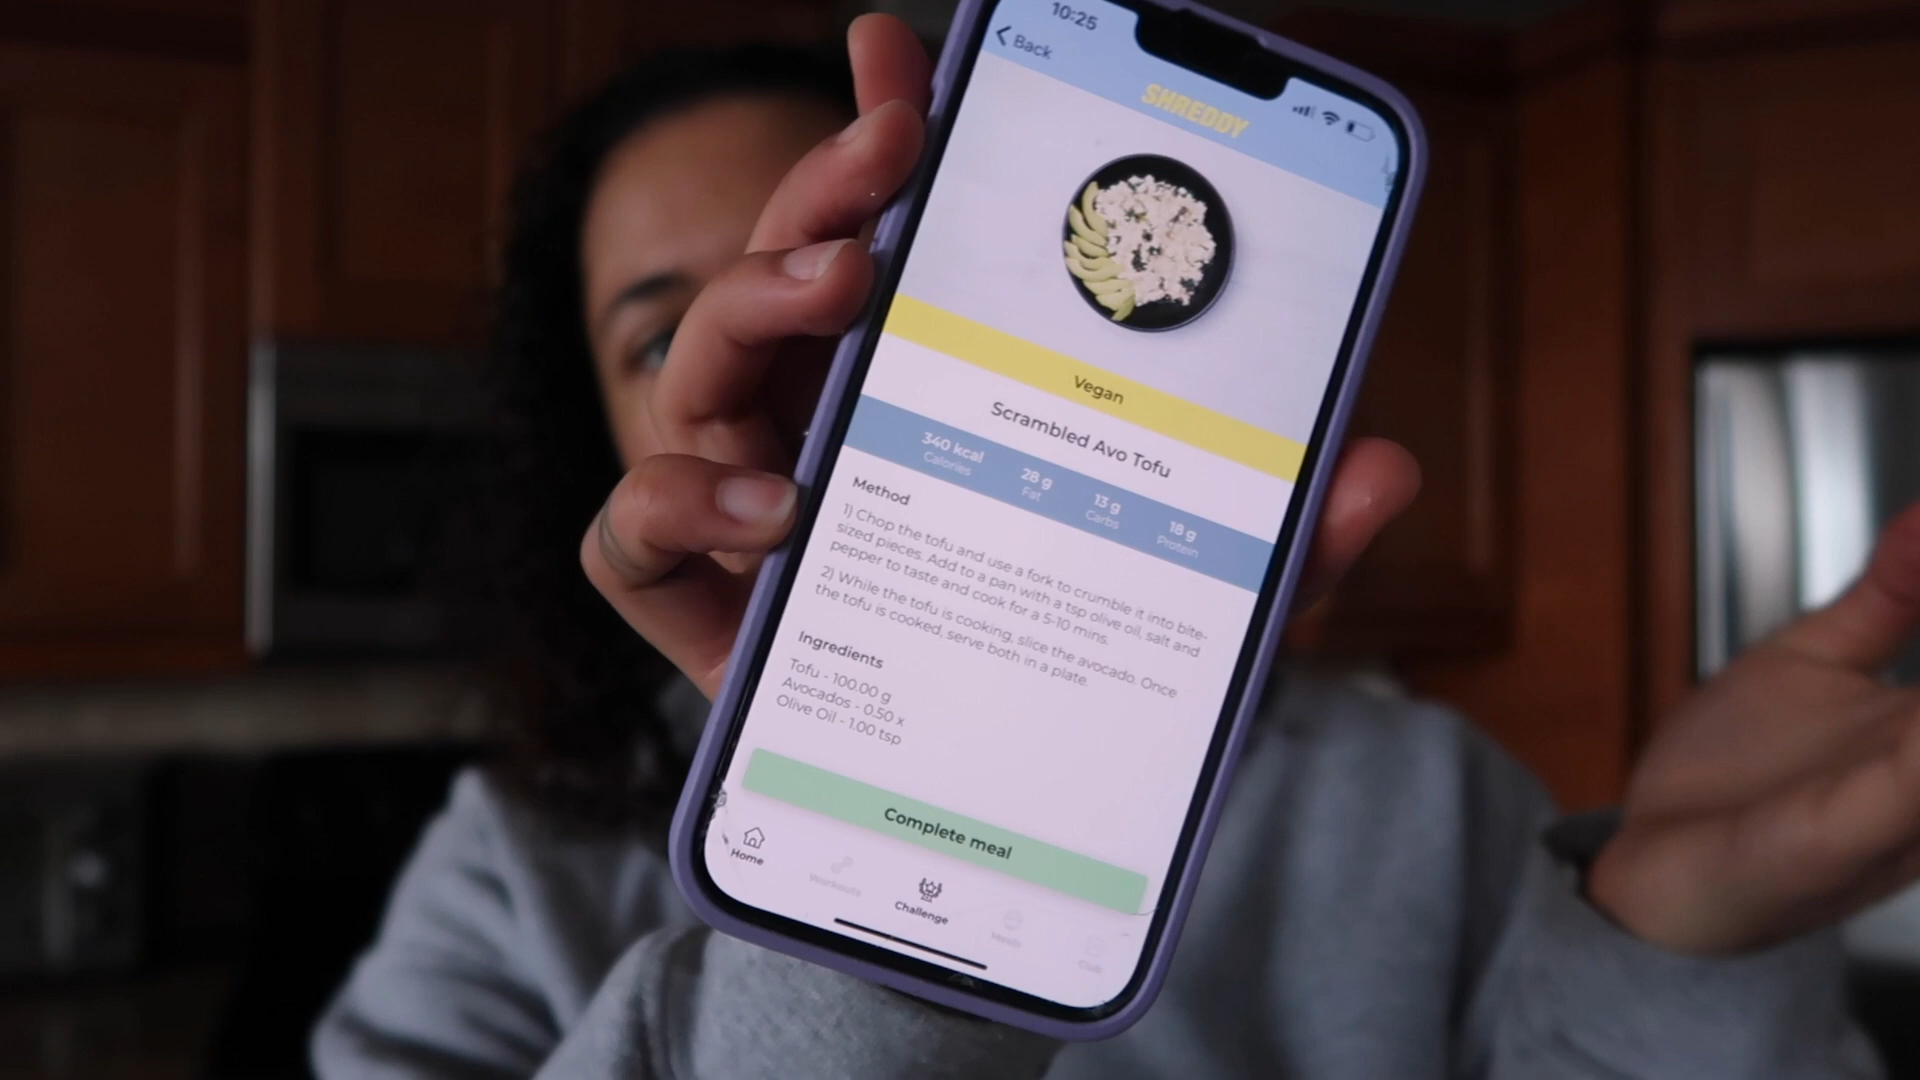 10:25
Back
SHREDDY
Vegan
Scrambled Avo Tofu
340 kcal 28 g 13 g 18 g
Calories Fat Carbs Protein
Method
1) Chop the tofu and use a fork to crumble it into bite-
sized pieces. Add to a pan with a tsp olive oil, salt and
pepper to taste and cook for a 5-10 mins.
2) While the tofu is cooking, slice the avocado. Once
the tofu is cooked, serve both in a plate.
Ingredients
Tofu - 100.00 g
Avocados - 0.50 x
Olive Oil - 1.00 tsp
Complete meal
Home Workouts Challenge Meals Club